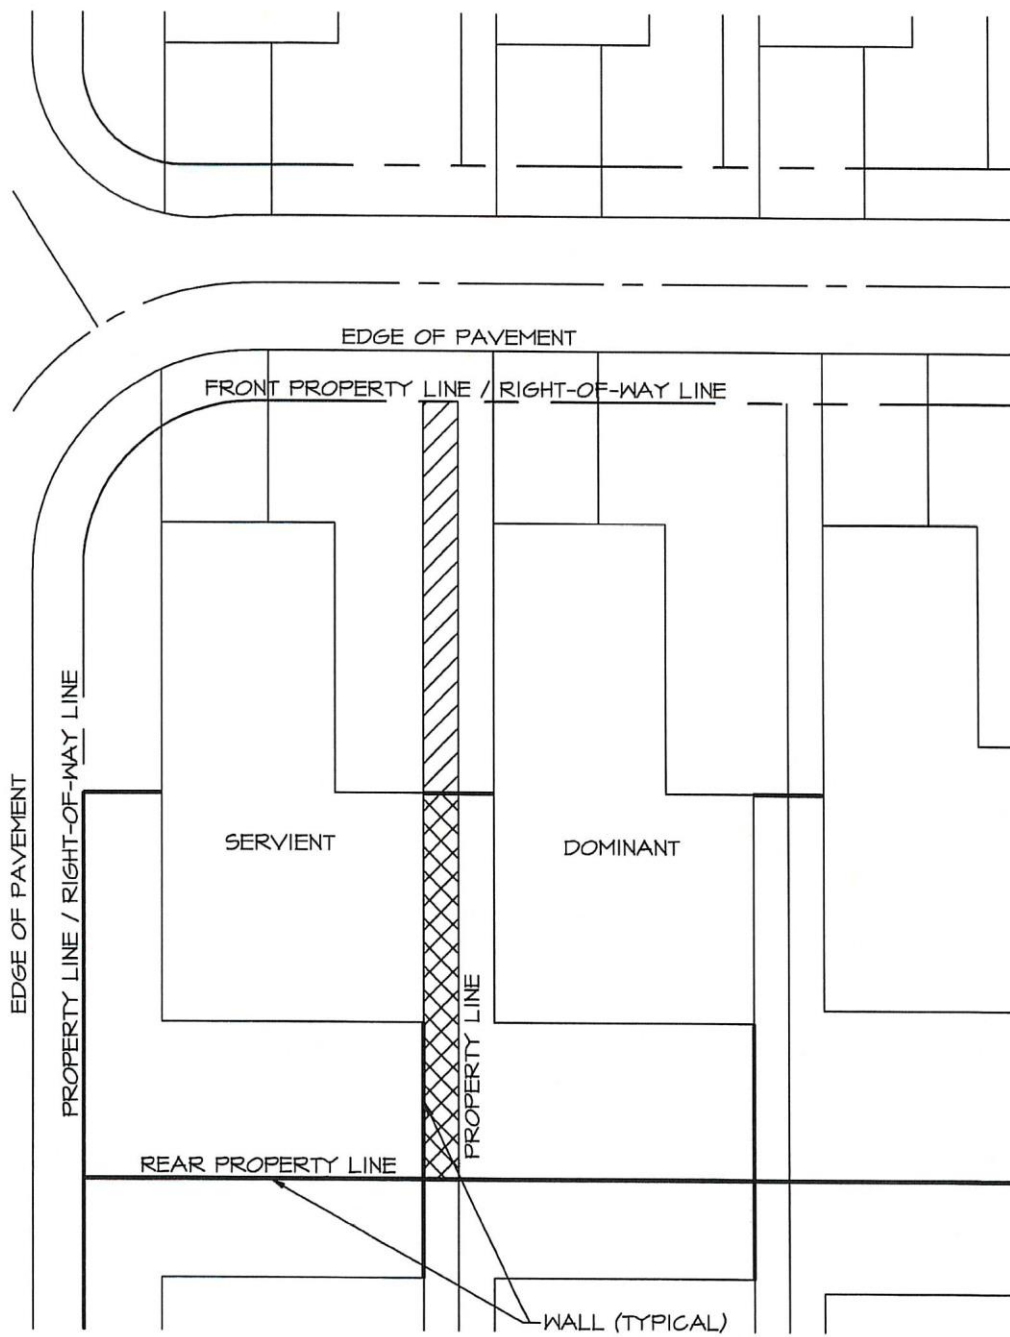 EDGE OF PAVEMENT
FRONT PROPERTY LINE / RIGHT-OF-WAY LINE
EDGE OF PAVEMENT
PROPERTY LINE / RIGHT-OF-WAY LINE
SERVIENT
DOMINANT
PROPERTY LINE
REAR PROPERTY LINE
WALL (TYPICAL)